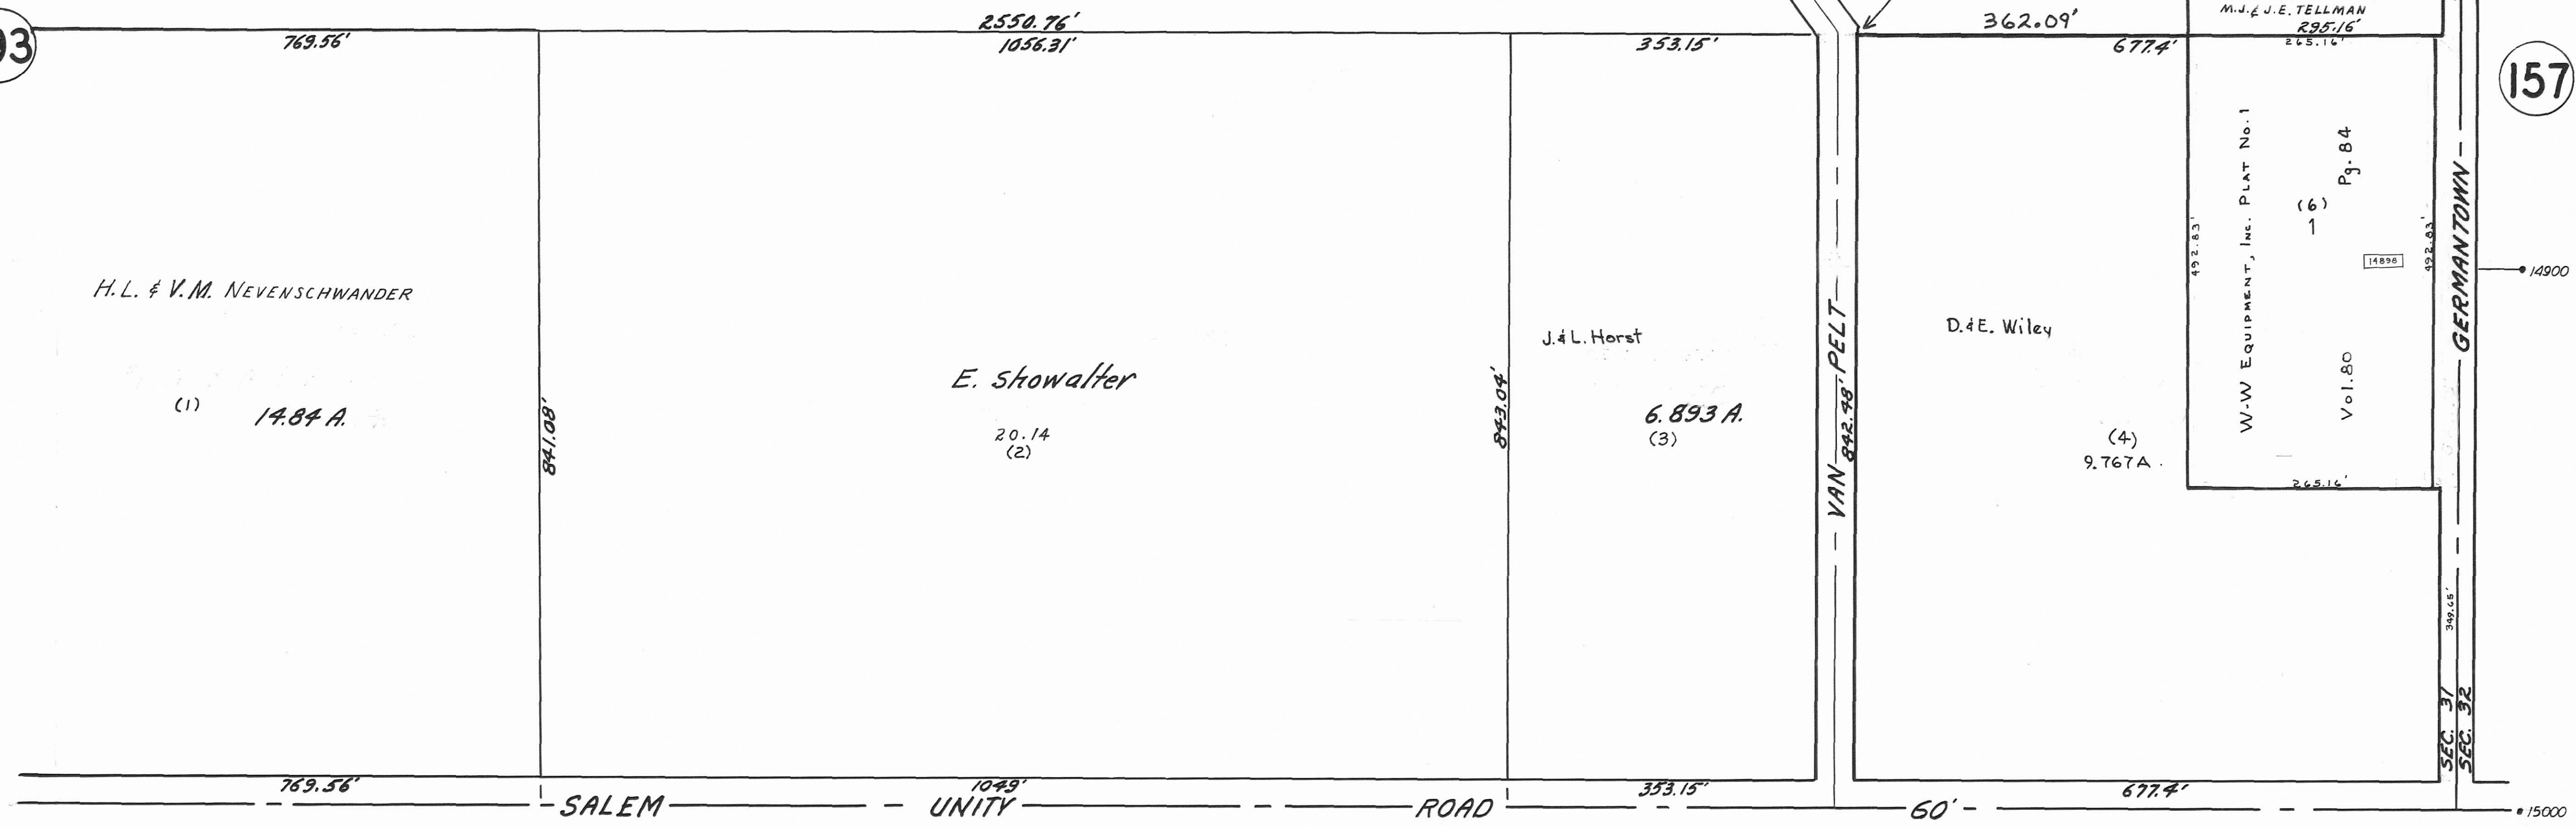 93
2550.76'
769.56'
1056.31'
353.15'
362.09'
677.4'
M.J. & J.E. TELLMAN
295.16'
265.16'
157
H.L. & V.M. NEVENSCHWANDER
(1) 14.84 A.
841.08'
E. Showalter
20.14
(2)
843.04'
J. & L. Horst
6.893 A.
(3)
VAN PELT
842.48'
D. & E. Wiley
(4)
9.767 A.
492.83'
W-W EQUIPMENT, INC. PLAT No. 1
Vol. 80 Pg. 84
(6)
1
14898
492.83'
265.16'
GERMANTOWN
14900
349.65'
SEC. 31
SEC. 32
769.56'
1049'
353.15'
677.4'
SALEM UNITY ROAD 60'
15000